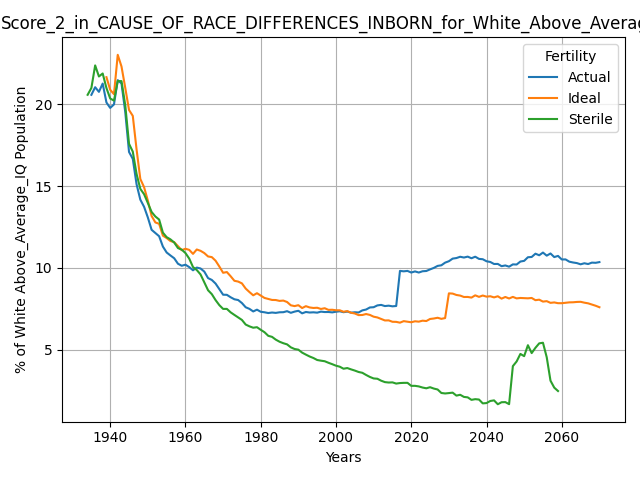 Score_2_in_CAUSE_OF_RACE_DIFFERENCES_INBORN_for_White_Above_Averag
Fertility
Actual
Ideal
Sterile
% of White Above_Average_IQ Population
20
15
10
5
1940 1960 1980 2000 2020 2040 2060
Years